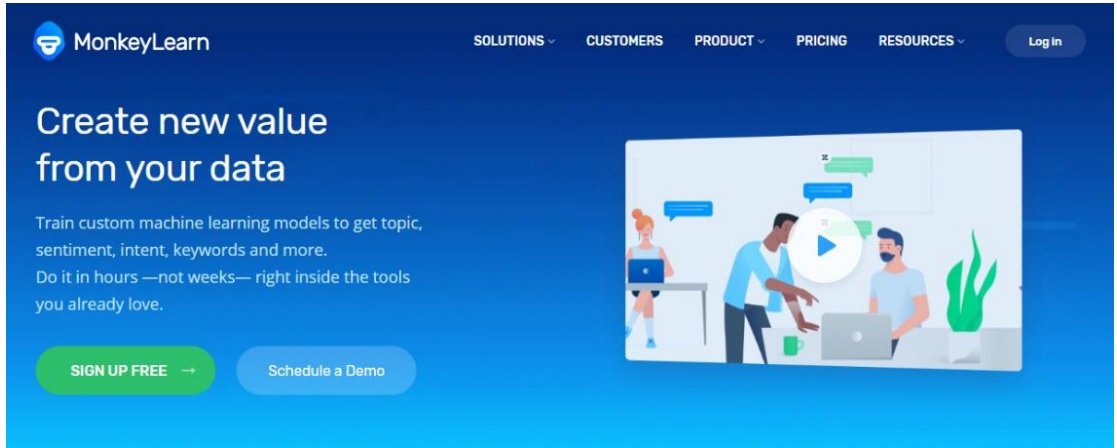 MonkeyLearn
SOLUTIONS CUSTOMERS PRODUCT PRICING RESOURCES Log in
Create new value
from your data
Train custom machine learning models to get topic,
sentiment, intent, keywords and more.
Do it in hours —not weeks— right inside the tools
you already love.
SIGN UP FREE →
Schedule a Demo